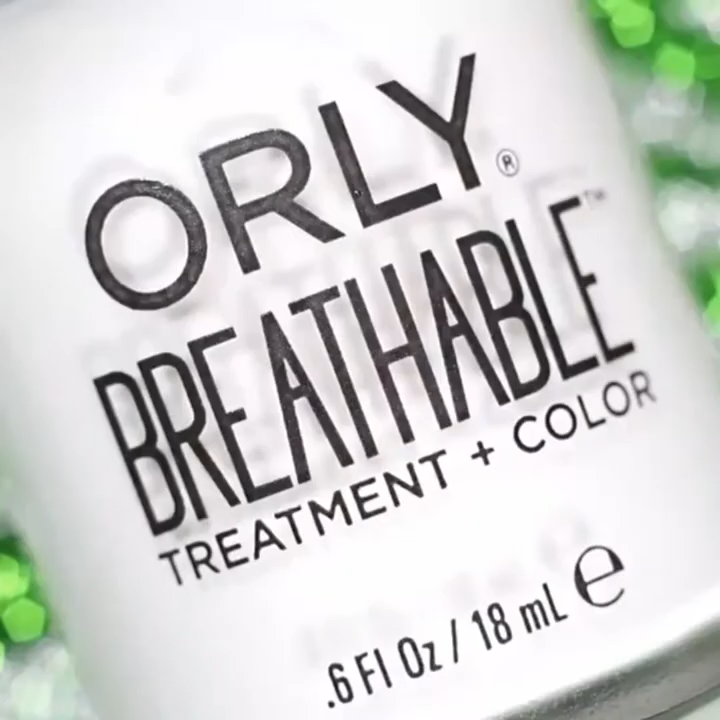 ORLY®
BREATHABLE™
TREATMENT + COLOR
.6 Fl Oz / 18 mL ℮